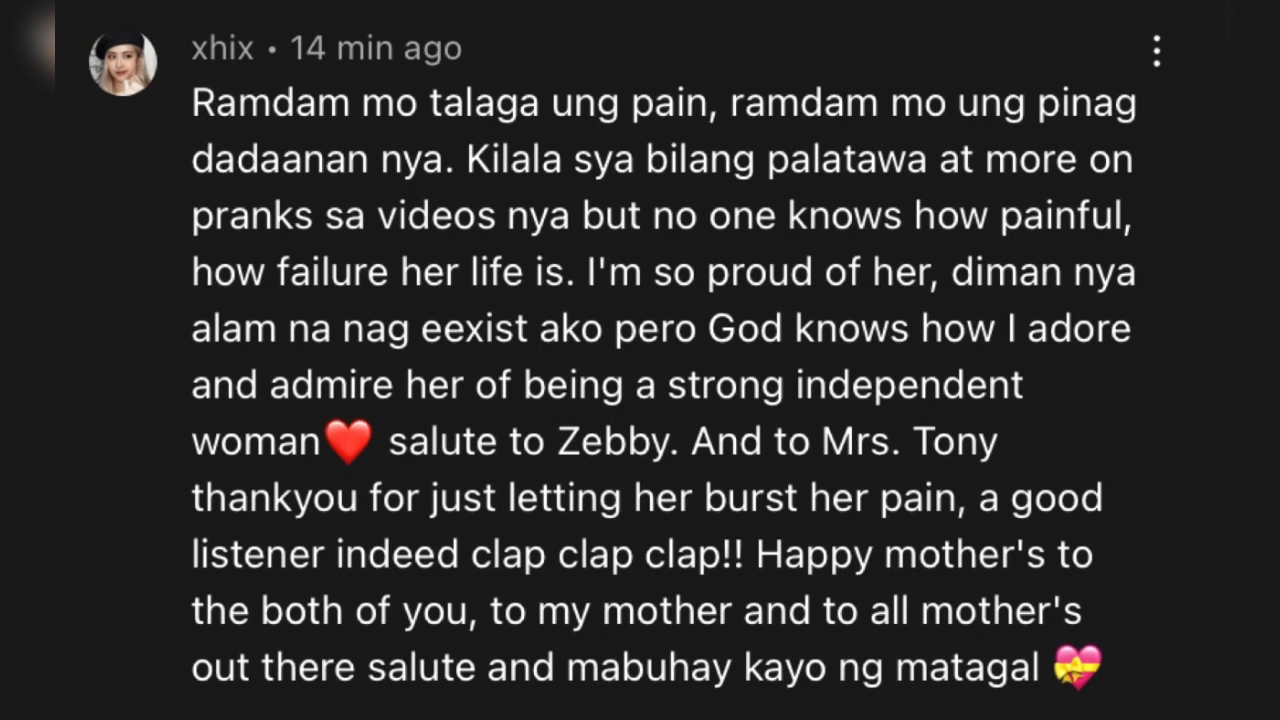 xhix • 14 min ago
Ramdam mo talaga ung pain, ramdam mo ung pinag
dadaanan nya. Kilala sya bilang palatawa at more on
pranks sa videos nya but no one knows how painful,
how failure her life is. I'm so proud of her, diman nya
alam na nag eexist ako pero God knows how I adore
and admire her of being a strong independent
woman❤️ salute to Zebby. And to Mrs. Tony
thankyou for just letting her burst her pain, a good
listener indeed clap clap clap!! Happy mother's to
the both of you, to my mother and to all mother's
out there salute and mabuhay kayo ng matagal 💝